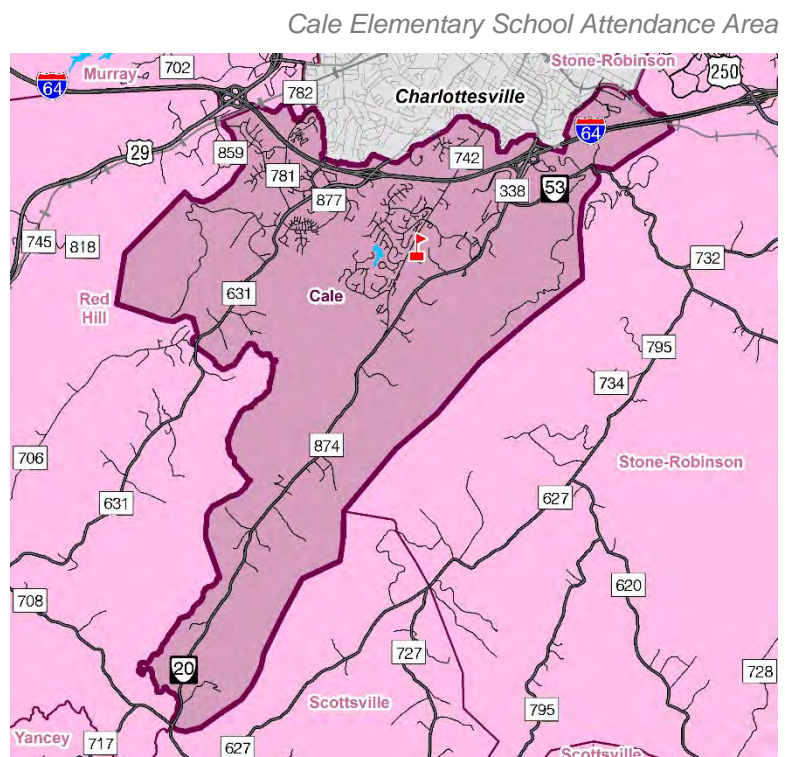 Cale Elementary School Attendance Area
Stone-Robinson
Murray
702
250
64
782
Charlottesville
64
29
859
742
781
338
53
877
745
818
732
Red
Hill
631
Cale
795
734
874
706
Stone-Robinson
631
627
708
620
727
20
728
Scottsville
795
Yancey
717
627
Scottsville